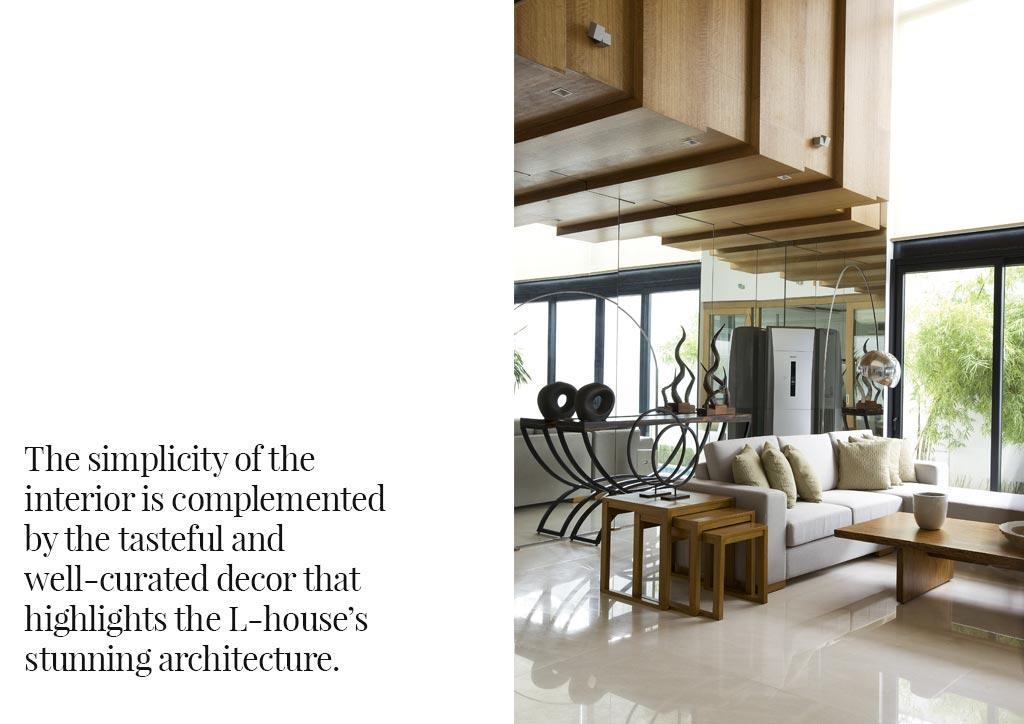 The simplicity of the
interior is complemented
by the tasteful and
well-curated decor that
highlights the L-house’s
stunning architecture.